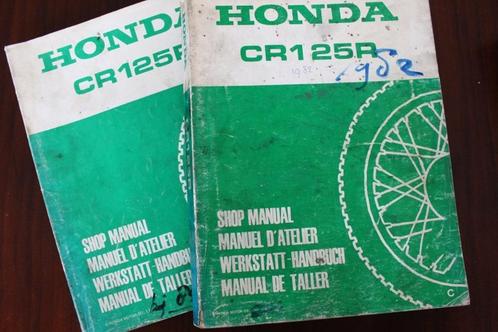 HONDA
CR125R
SHOP MANUAL
MANUEL D'ATELIER
WERKSTATT-HANDB
MANUAL DE TALLER
HONDA
CR125R
1982
1982
SHOP MANUAL
MANUEL D'ATELIER
WERKSTATT-HANDBUCH
MANUAL DE TALLER
C